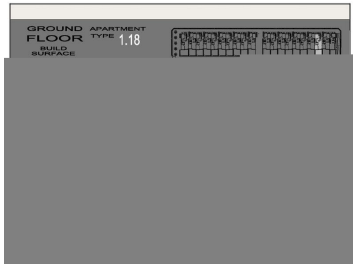 GROUND
FLOOR
BUILD
SURFACE
APARTMENT
TYPE 1.18